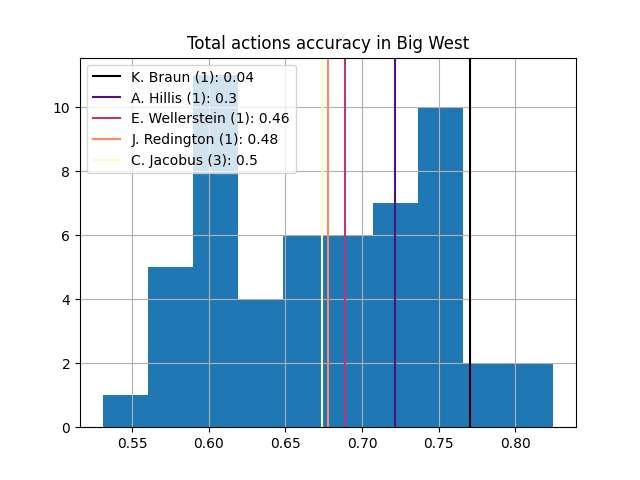 Total actions accuracy in Big West
K. Braun (1): 0.04
A. Hillis (1): 0.3
E. Wellerstein (1): 0.46
J. Redington (1): 0.48
C. Jacobus (3): 0.5
10
8
6
4
2
0
0.55 0.60 0.65 0.70 0.75 0.80